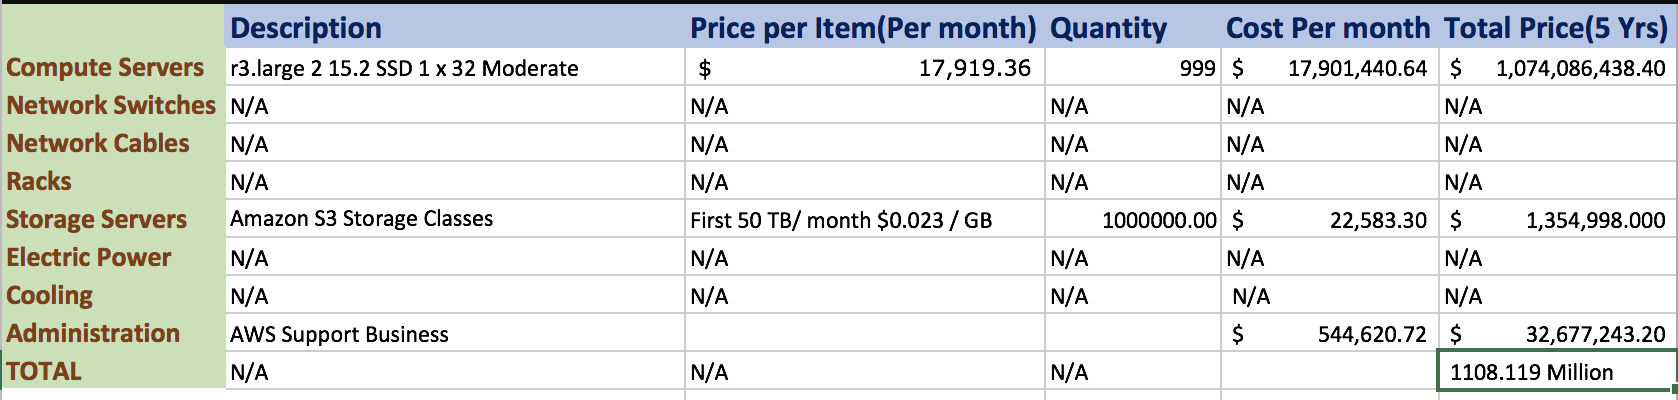 Description Price per Item(Per month) Quantity Cost Per month Total Price(5 Yrs)
Compute Servers r3.large 2 15.2 SSD 1 x 32 Moderate $ 17,919.36 999 $ 17,901,440.64 $ 1,074,086,438.40
Network Switches N/A N/A N/A N/A N/A
Network Cables N/A N/A N/A N/A N/A
Racks N/A N/A N/A N/A N/A
Storage Servers Amazon S3 Storage Classes First 50 TB/ month $0.023 / GB 1000000.00 $ 22,583.30 $ 1,354,998.000
Electric Power N/A N/A N/A N/A N/A
Cooling N/A N/A N/A N/A N/A
Administration AWS Support Business $ 544,620.72 $ 32,677,243.20
TOTAL N/A N/A N/A 1108.119 Million